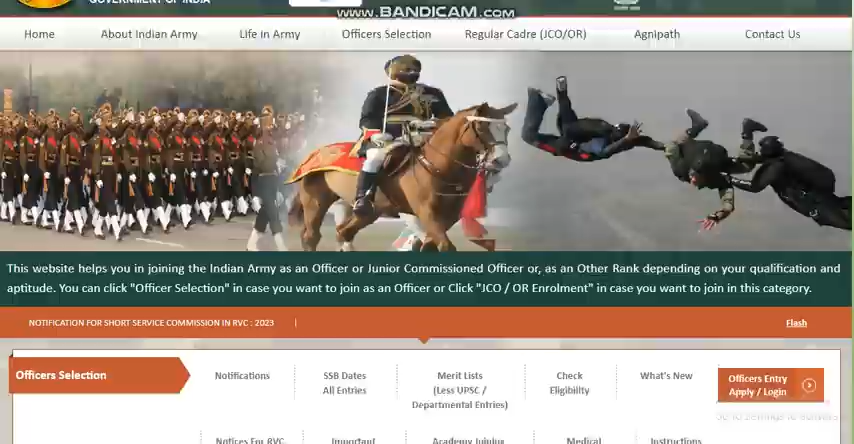 GOVERNMENT OF INDIA
www.BANDICAM.com
Home About Indian Army Life in Army Officers Selection Regular Cadre (JCO/OR) Agnipath Contact Us
This website helps you in joining the Indian Army as an Officer or Junior Commissioned Officer or, as an Other Rank depending on your qualification and
aptitude. You can click "Officer Selection" in case you want to join as an Officer or Click "JCO / OR Enrolment" in case you want to join in this category.
NOTIFICATION FOR SHORT SERVICE COMMISSION IN RVC : 2023 | Flash
Officers Selection
Notifications
SSB Dates
All Entries
Merit Lists
(Less UPSC /
Departmental Entries)
Check
Eligibility
What's New
Officers Entry
Apply / Login
Notices For RVC,
Important
Academy Joining
Medical
Instructions